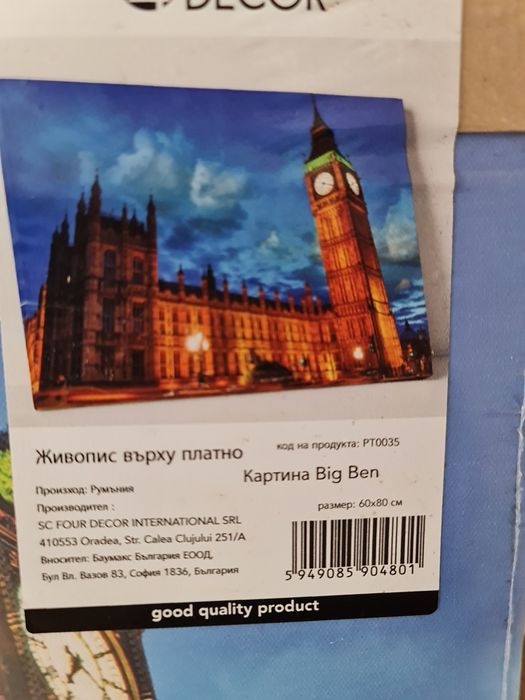 DECOR
Живопис върху платно
код на продукта: PT0035
Картина Big Ben
Произход: Румъния
Производител :
размер: 60x80 см
SC FOUR DECOR INTERNATIONAL SRL
410553 Oradea, Str. Calea Clujului 251/A
Вносител: Баумакс България ЕООД,
Бул Вл. Вазов 83, София 1836, България
5 949085 904801
good quality product